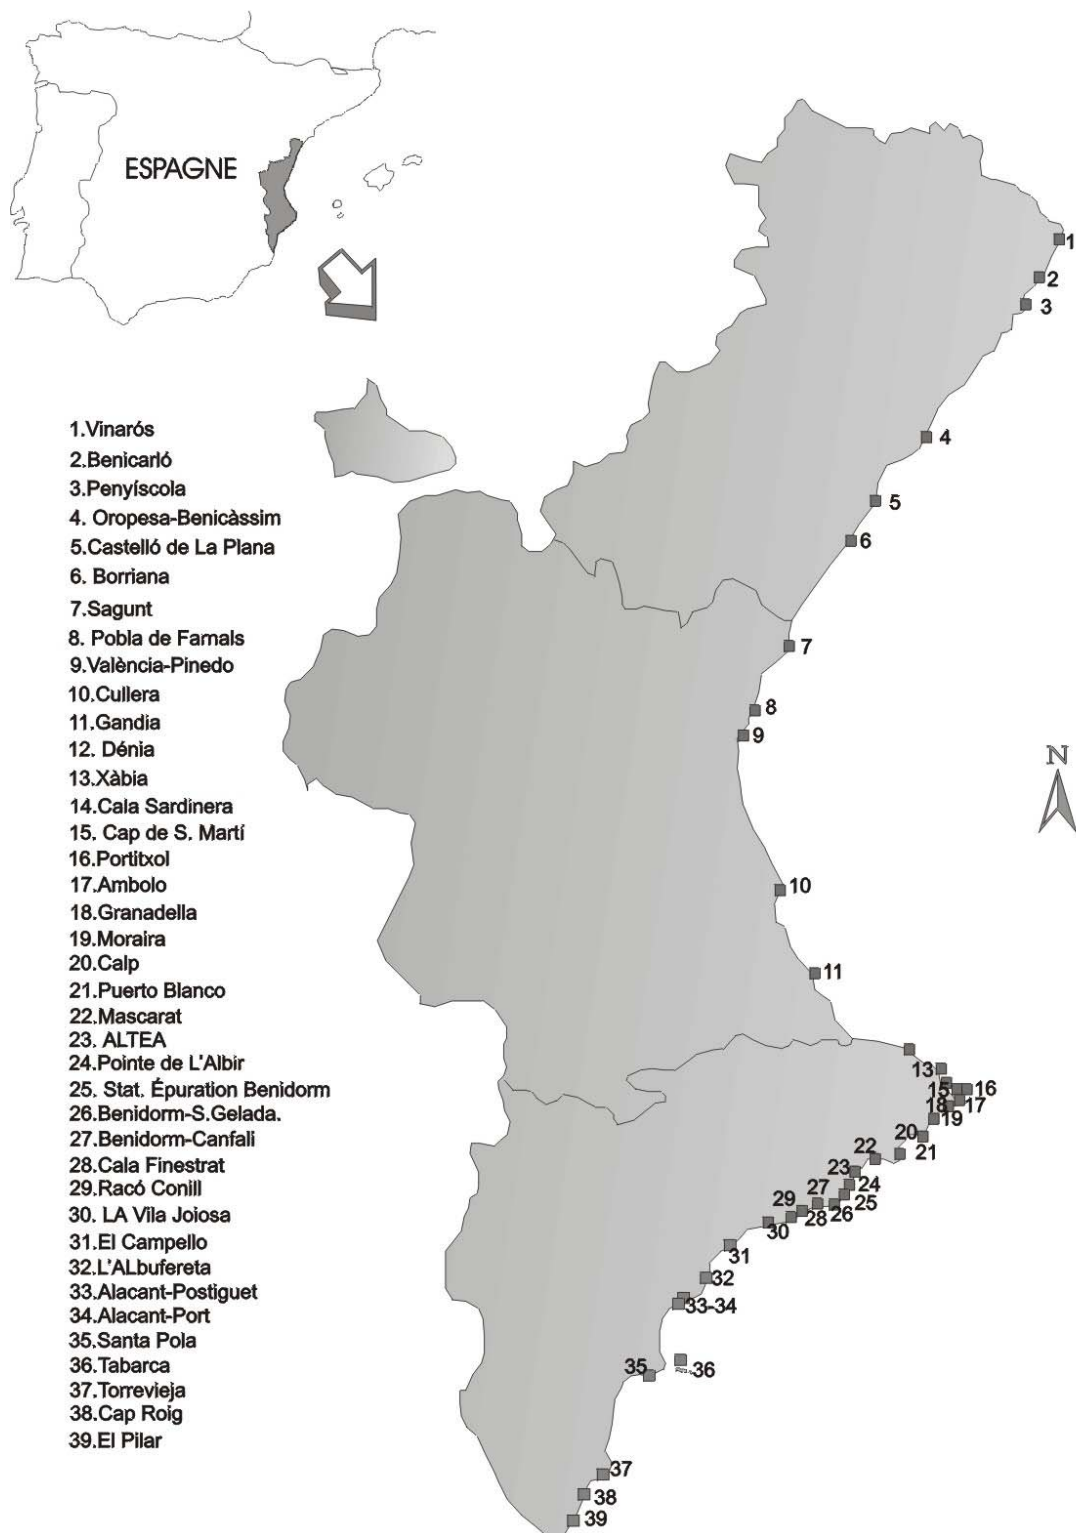 ESPAGNE
1.Vinarós
2.Benicarló
3.Penyíscola
4. Oropesa-Benicàssim
5.Castelló de La Plana
6. Borriana
7.Sagunt
8. Pobla de Famals
9.València-Pinedo
10.Cullera
11.Gandia
12. Dénia
13.Xàbia
14.Cala Sardinera
15. Cap de S. Martí
16.Portitxol
17.Ambolo
18.Granadella
19.Moraira
20.Calp
21.Puerto Blanco
22.Mascarat
23. ALTEA
24.Pointe de L'Albir
25. Stat. Épuration Benidorm
26.Benidorm-S.Gelada.
27.Benidorm-Canfali
28.Cala Finestrat
29.Racó Conill
30. LA Vila Joiosa
31.El Campello
32.L'ALbufereta
33.Alacant-Postiguet
34.Alacant-Port
35.Santa Pola
36.Tabarca
37.Torrevieja
38.Cap Roig
39.El Pilar
1
2
3
4
5
6
7
8
9
N
10
11
13
15
16
18
17
19
20
21
22
23
24
25
27
26
29
28
30
31
32
33-34
35
36
37
38
39